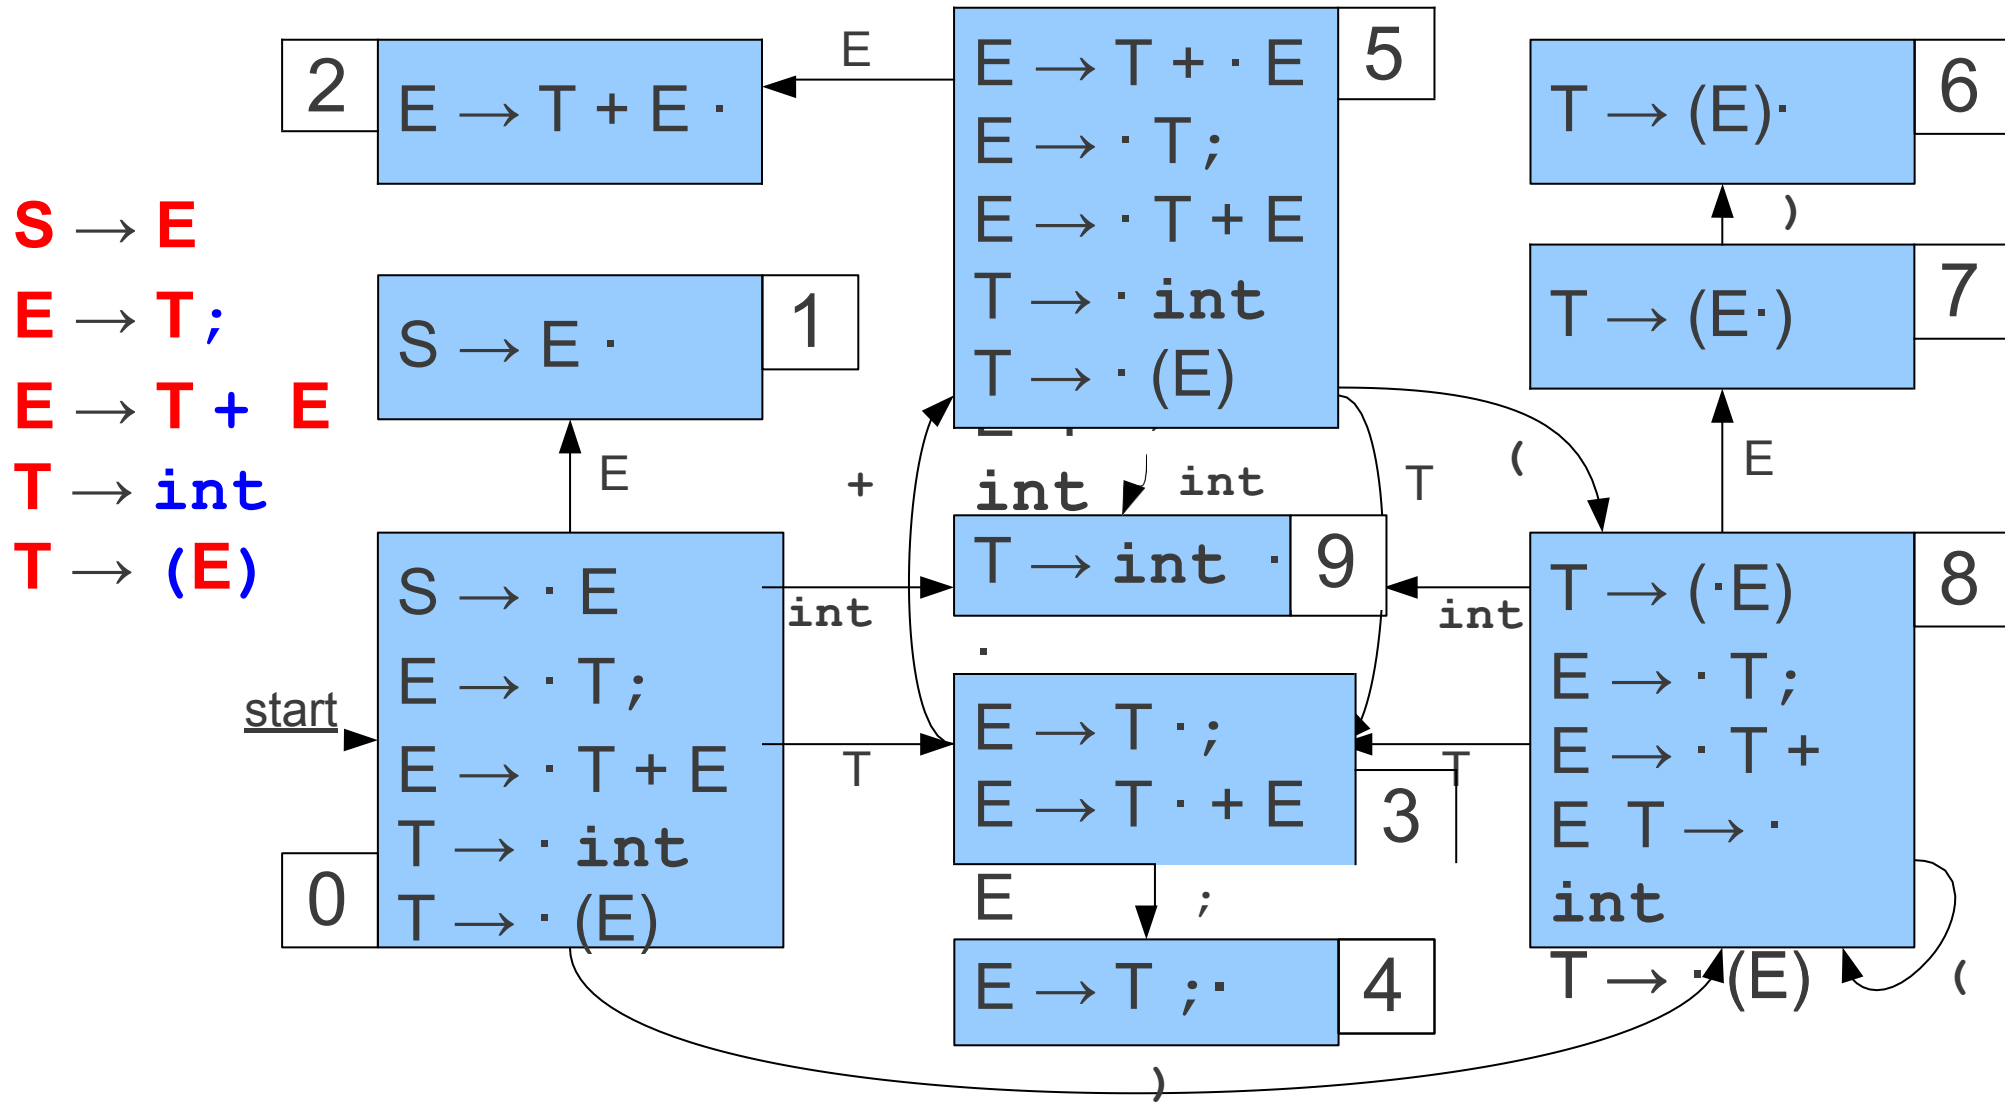 S → E
E → T;
E → T + E
T → int
T → (E)
2
E → T + E ·
E
5
E → T + · E
E → · T;
E → · T + E
T → · int
T → · (E)
int
6
T → (E)·
)
7
T → (E·)
E
1
S → E ·
E
+
int
T
(
9
T → int ·
·
int
int
start
0
S → · E
E → · T;
E → · T + E
T → · int
T → · (E)
T
3
E → T · ;
E → T · + E
E
;
T
8
T → (·E)
E → · T;
E → · T +
E T → ·
int
T → · (E)
(
4
E → T ;·
)